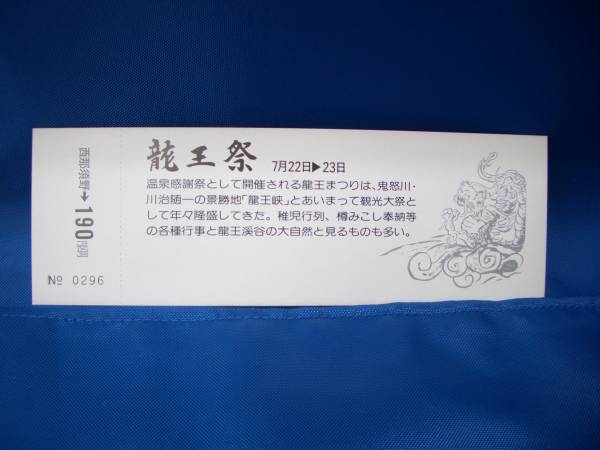 龍王祭 7月22日▶23日
温泉感謝祭として開催される龍王まつりは、鬼怒川・
川治随一の景勝地「龍王峡」とあいまって観光大祭とし
て年々隆盛してきた。稚児行列、樽みこし奉納等
の各種行事と龍王渓谷の大自然と見るものも多い。
西那須野➔190円区間
№ 0296